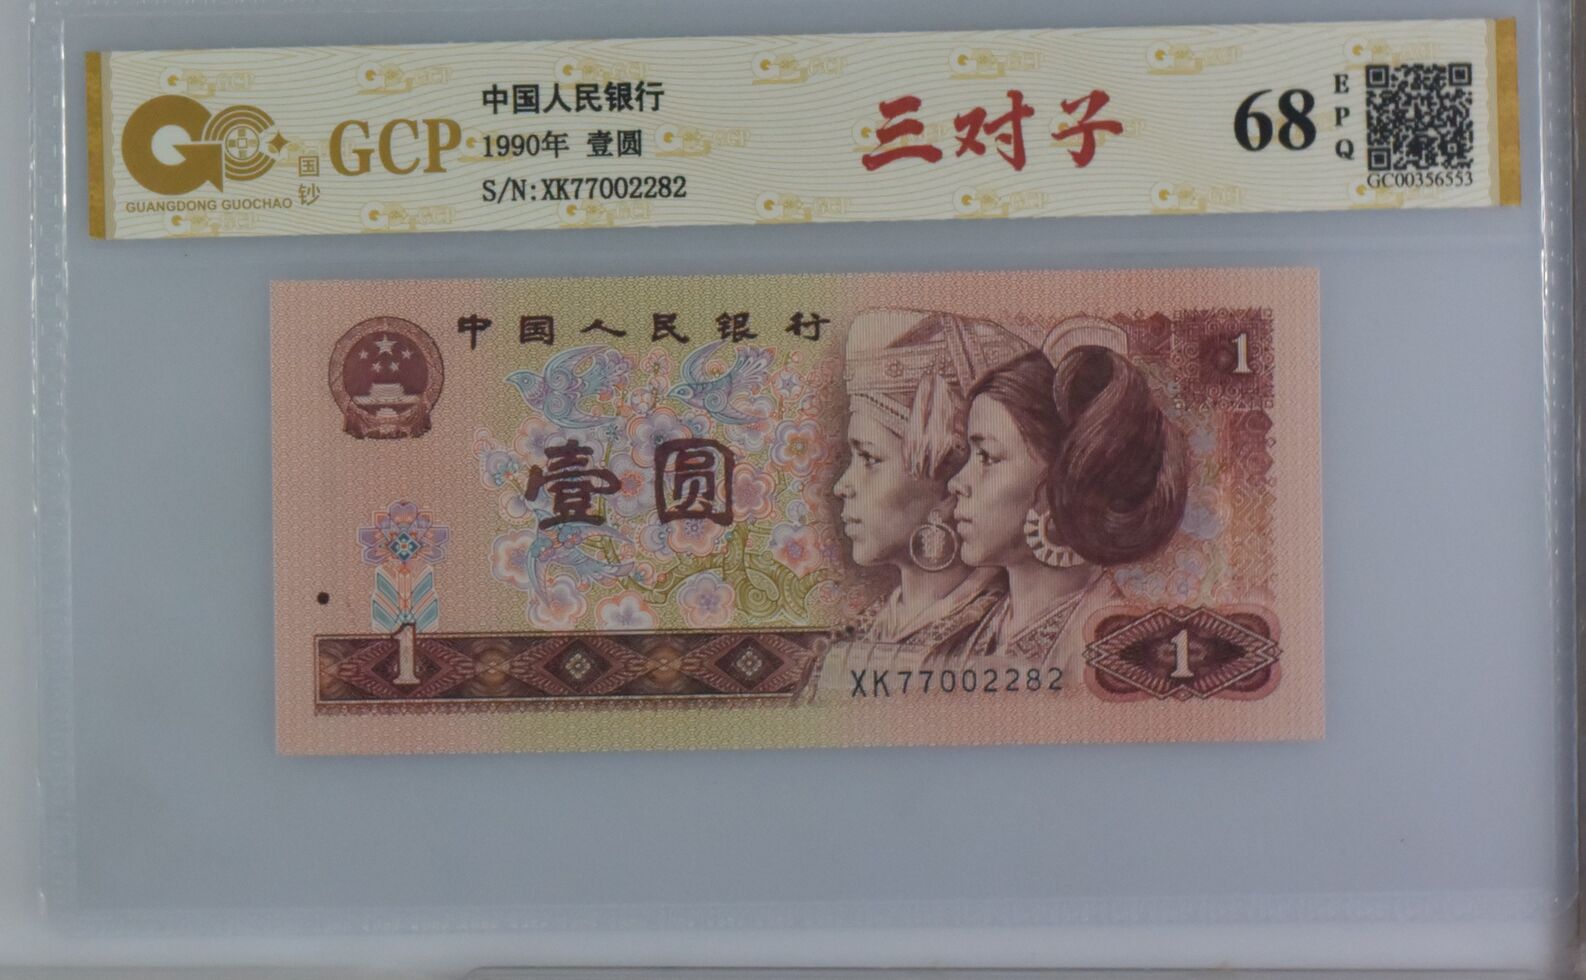 GCP
国钞
GUANGDONG GUOCHAO
中国人民银行
1990年 壹圆
S/N:XK77002282
三对子
68
EPQ
GC00356553
中国人民银行
1
壹圆
1
XK77002282
1